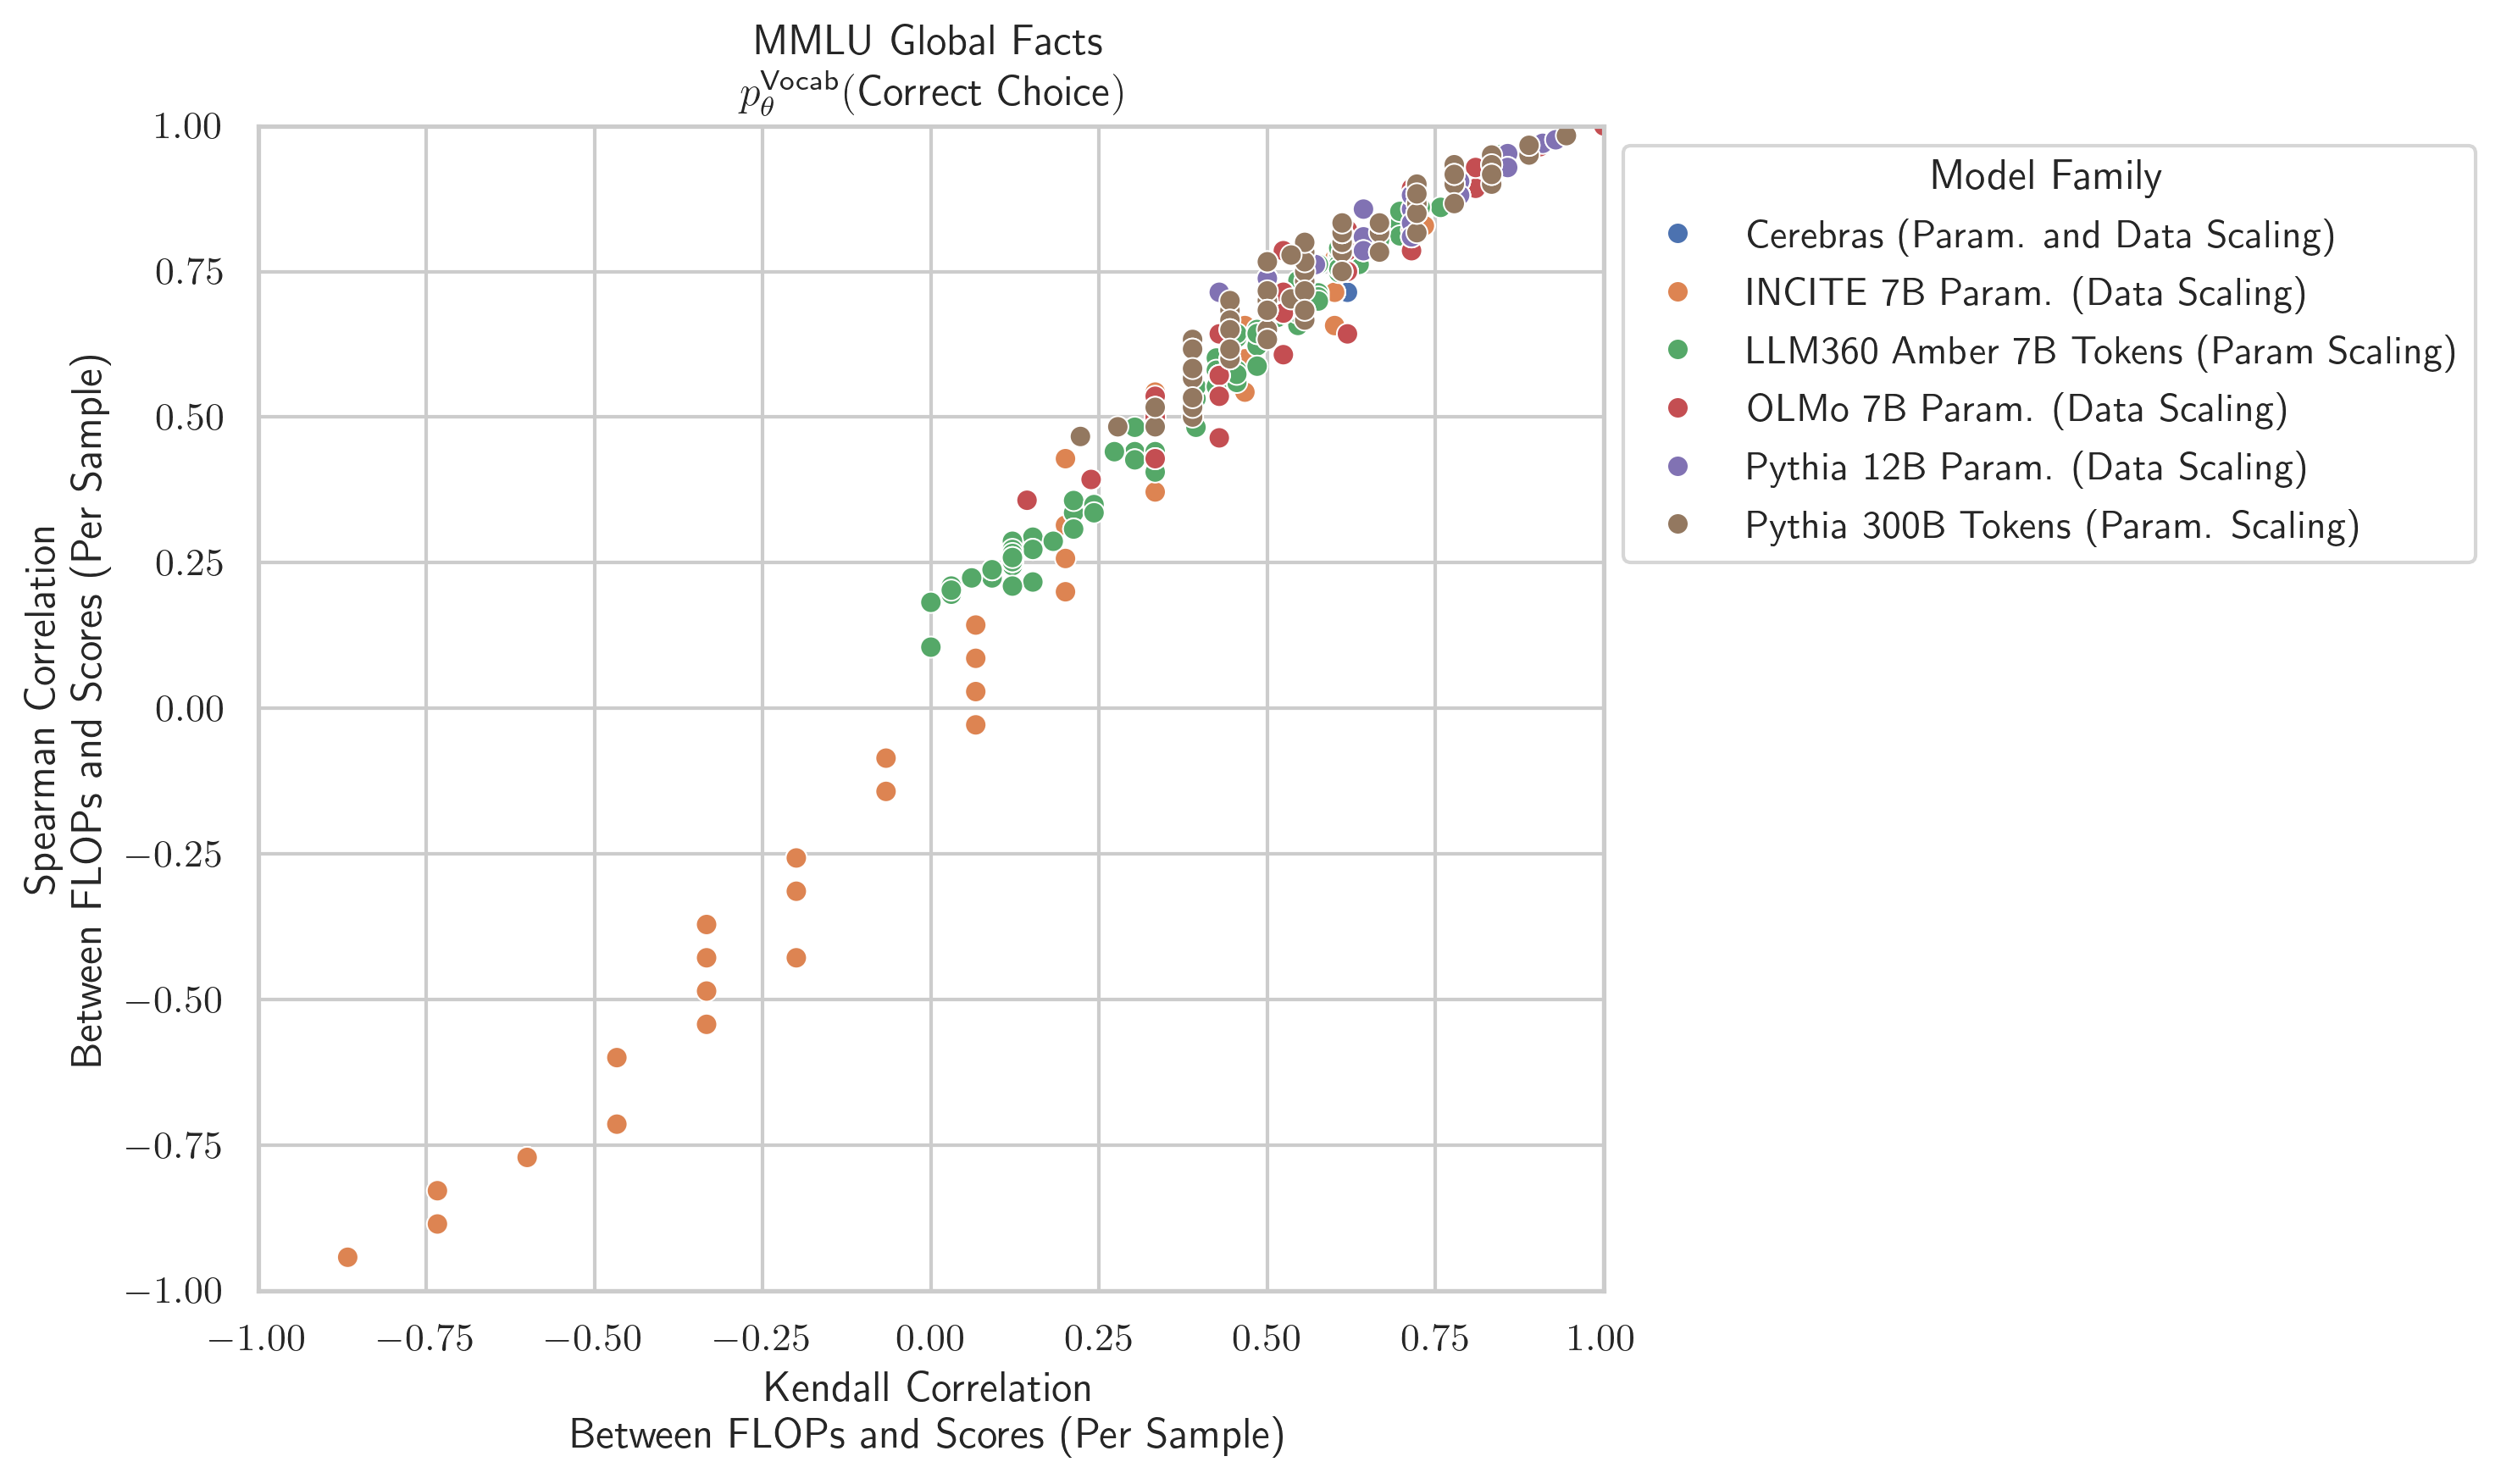 MMLU Global Facts
p_θ^Vocab(Correct Choice)
1.00
0.75
0.50
0.25
0.00
−0.25
−0.50
−0.75
−1.00
Spearman Correlation
Between FLOPs and Scores (Per Sample)
−1.00 −0.75 −0.50 −0.25 0.00 0.25 0.50 0.75 1.00
Kendall Correlation
Between FLOPs and Scores (Per Sample)
Model Family
Cerebras (Param. and Data Scaling)
INCITE 7B Param. (Data Scaling)
LLM360 Amber 7B Tokens (Param Scaling)
OLMo 7B Param. (Data Scaling)
Pythia 12B Param. (Data Scaling)
Pythia 300B Tokens (Param. Scaling)